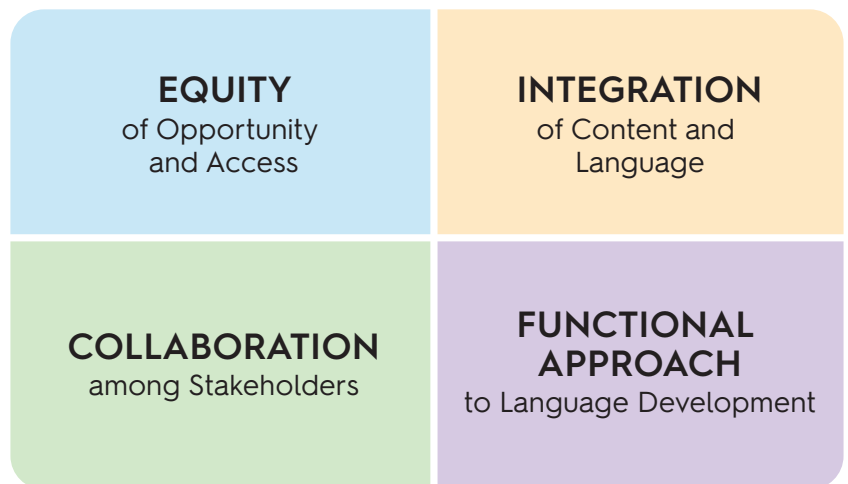 EQUITY
of Opportunity
and Access
INTEGRATION
of Content and
Language
COLLABORATION
among Stakeholders
FUNCTIONAL
APPROACH
to Language Development